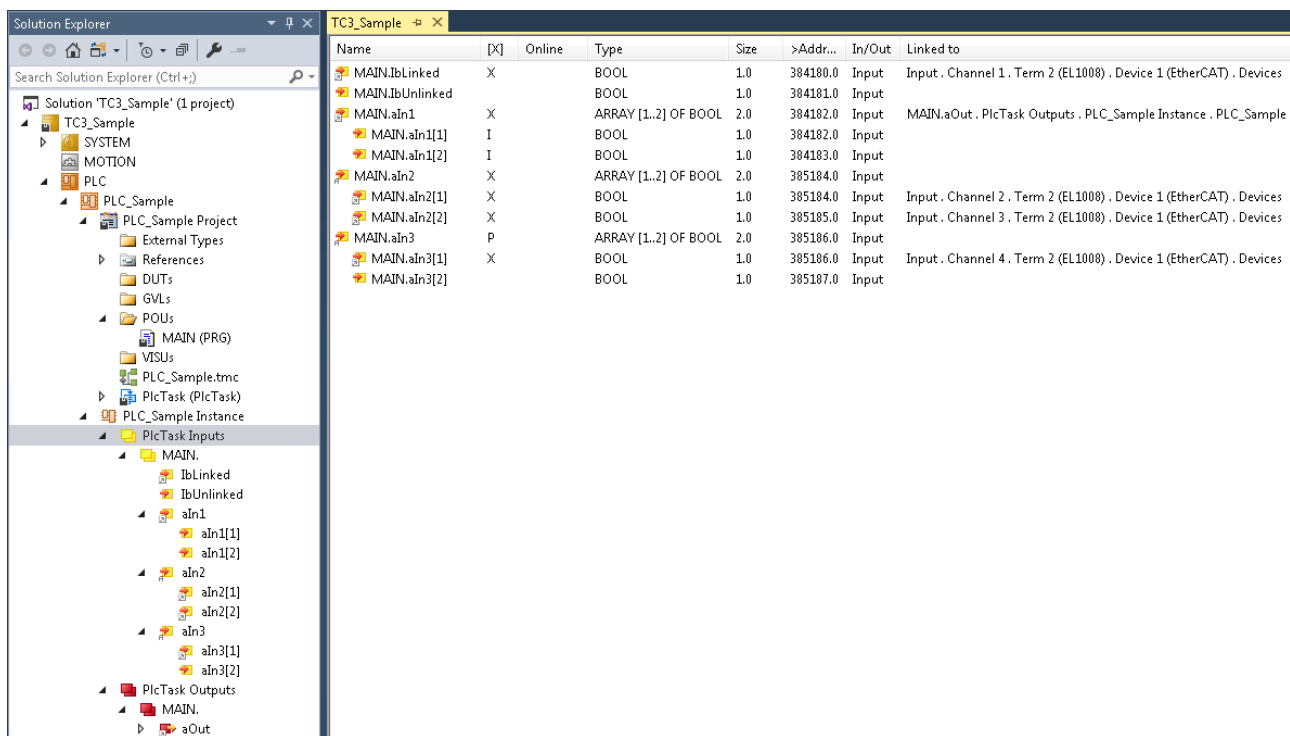 Solution Explorer
Search Solution Explorer (Ctrl+;)
Solution 'TC3_Sample' (1 project)
TC3_Sample
SYSTEM
MOTION
PLC
PLC_Sample
PLC_Sample Project
External Types
References
DUTs
GVLs
POUs
MAIN (PRG)
VISUs
PLC_Sample.tmc
PlcTask (PlcTask)
PLC_Sample Instance
PlcTask Inputs
MAIN.
IbLinked
IbUnlinked
aIn1
aIn1[1]
aIn1[2]
aIn2
aIn2[1]
aIn2[2]
aIn3
aIn3[1]
aIn3[2]
PlcTask Outputs
MAIN.
aOut
TC3_Sample
Name [X] Online Type Size >Addr... In/Out Linked to
MAIN.IbLinked X BOOL 1.0 384180.0 Input Input . Channel 1 . Term 2 (EL1008) . Device 1 (EtherCAT) . Devices
MAIN.IbUnlinked BOOL 1.0 384181.0 Input
MAIN.aIn1 X ARRAY [1..2] OF BOOL 2.0 384182.0 Input MAIN.aOut . PlcTask Outputs . PLC_Sample Instance . PLC_Sample
MAIN.aIn1[1] I BOOL 1.0 384182.0 Input
MAIN.aIn1[2] I BOOL 1.0 384183.0 Input
MAIN.aIn2 X ARRAY [1..2] OF BOOL 2.0 385184.0 Input
MAIN.aIn2[1] X BOOL 1.0 385184.0 Input Input . Channel 2 . Term 2 (EL1008) . Device 1 (EtherCAT) . Devices
MAIN.aIn2[2] X BOOL 1.0 385185.0 Input Input . Channel 3 . Term 2 (EL1008) . Device 1 (EtherCAT) . Devices
MAIN.aIn3 P ARRAY [1..2] OF BOOL 2.0 385186.0 Input
MAIN.aIn3[1] X BOOL 1.0 385186.0 Input Input . Channel 4 . Term 2 (EL1008) . Device 1 (EtherCAT) . Devices
MAIN.aIn3[2] BOOL 1.0 385187.0 Input